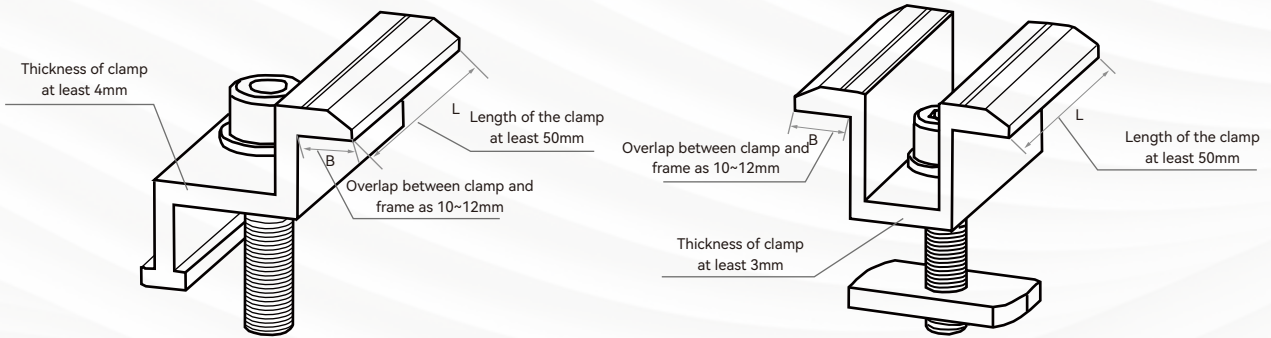 Thickness of clamp
at least 4mm
L
Length of the clamp
at least 50mm
B
Overlap between clamp and
frame as 10~12mm
L
Length of the clamp
at least 50mm
B
Overlap between clamp and
frame as 10~12mm
Thickness of clamp
at least 3mm